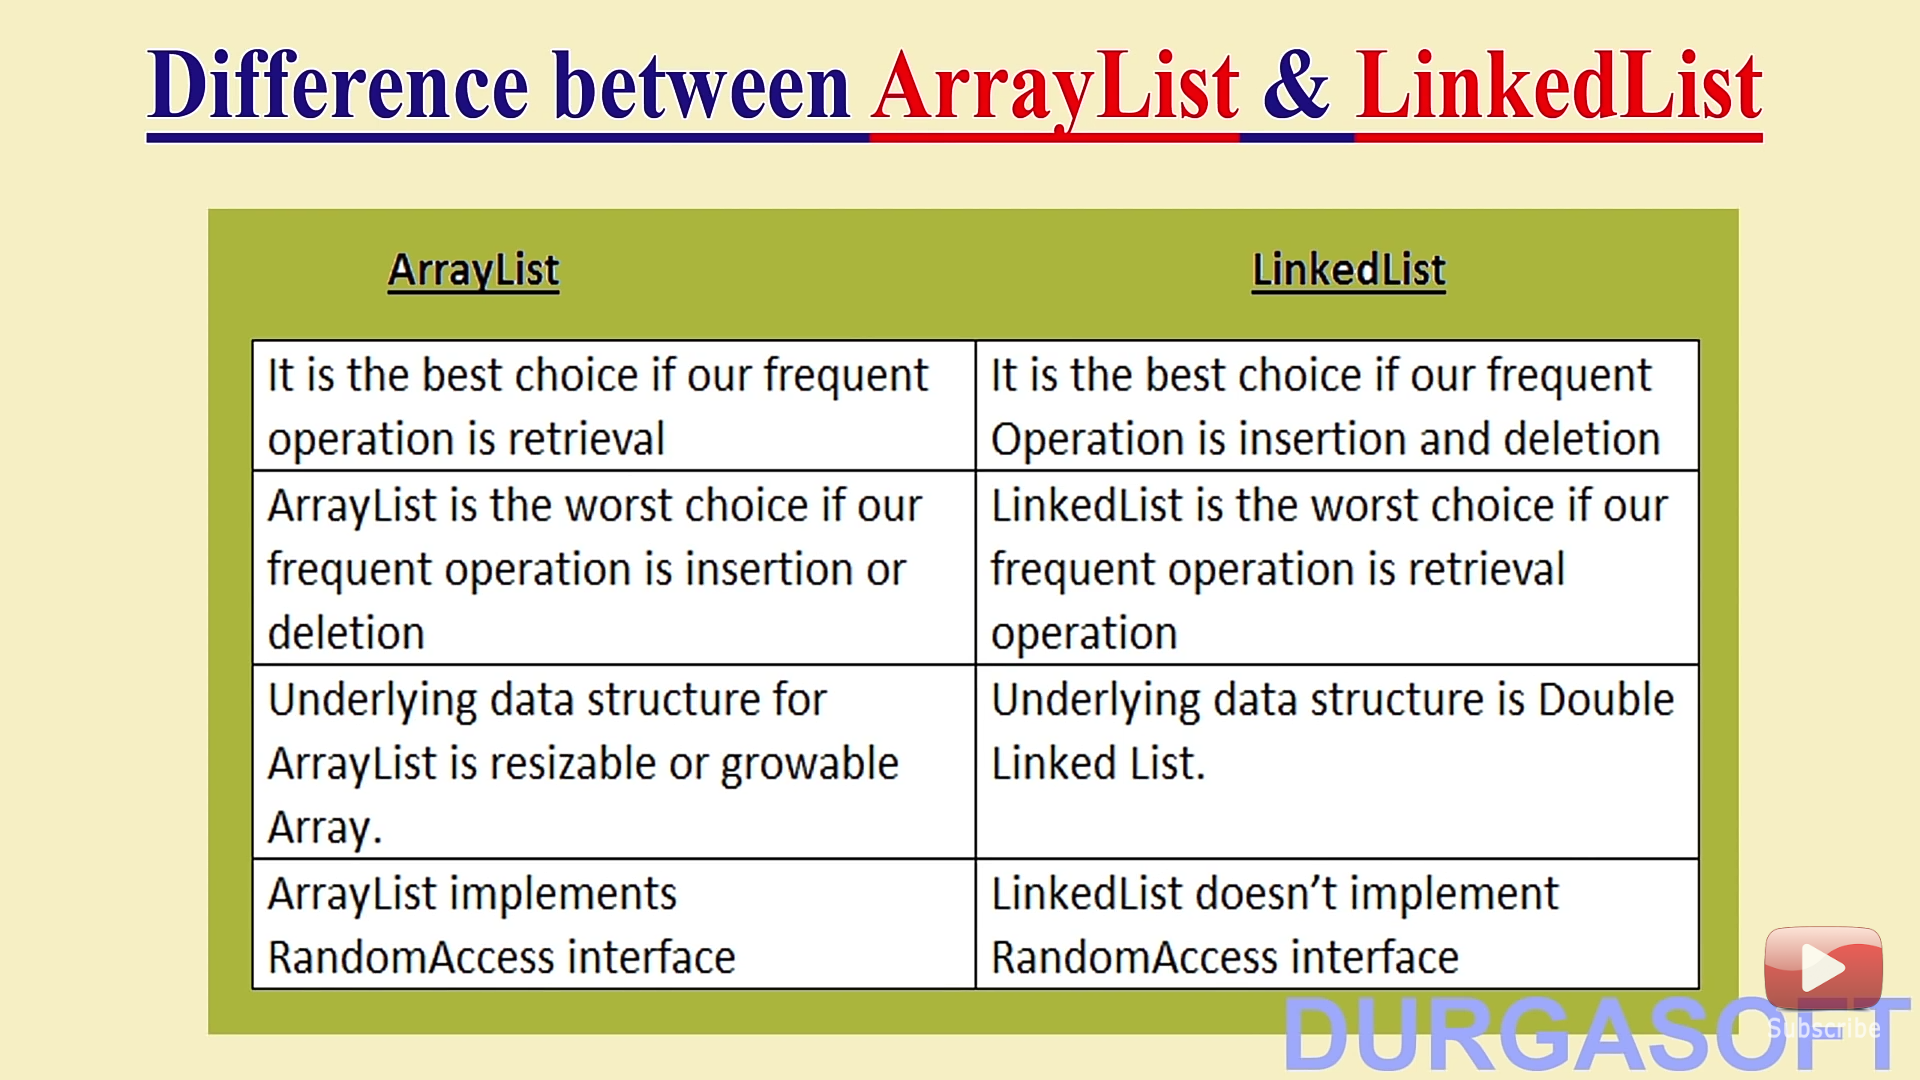 Difference between ArrayList & LinkedList
ArrayList
LinkedList
It is the best choice if our frequent
operation is retrieval
It is the best choice if our frequent
Operation is insertion and deletion
ArrayList is the worst choice if our
frequent operation is insertion or
deletion
LinkedList is the worst choice if our
frequent operation is retrieval
operation
Underlying data structure for
ArrayList is resizable or growable
Array.
Underlying data structure is Double
Linked List.
ArrayList implements
RandomAccess interface
LinkedList doesn’t implement
RandomAccess interface
DURGASOFT
Subscribe